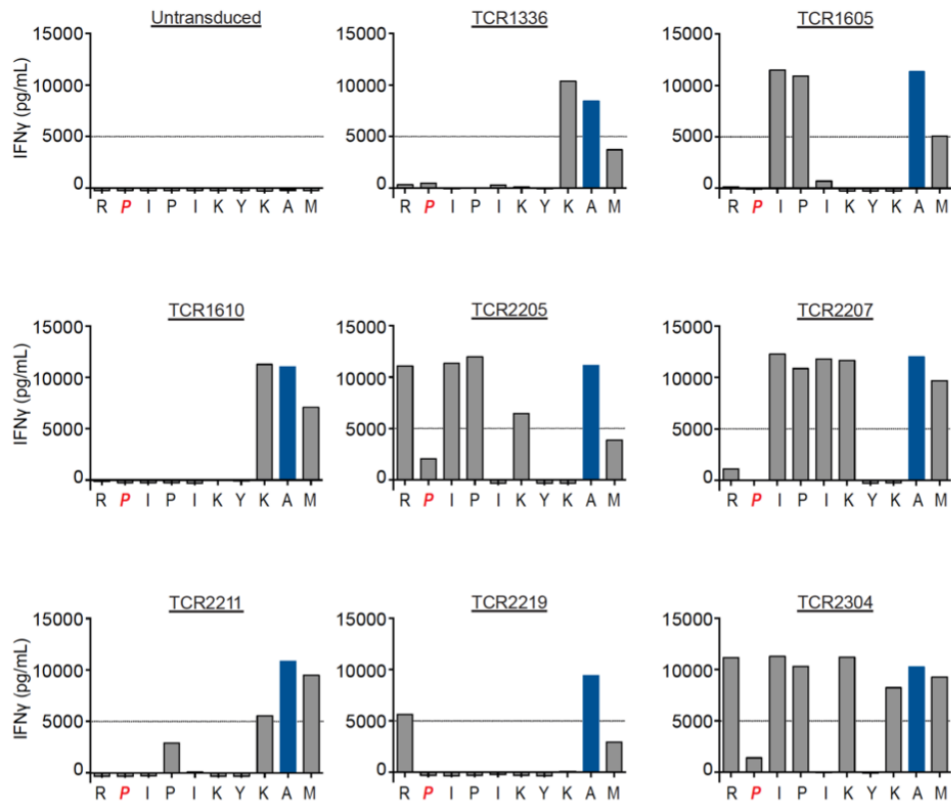 Untransduced TCR1336 TCR1605
IFNγ (pg/mL)
15000 15000 15000
10000 10000 10000
5000 5000 5000
0 0 0
R P I P I K Y K A M R P I P I K Y K A M R P I P I K Y K A M
TCR1610 TCR2205 TCR2207
IFNγ (pg/mL)
15000 15000 15000
10000 10000 10000
5000 5000 5000
0 0 0
R P I P I K Y K A M R P I P I K Y K A M R P I P I K Y K A M
TCR2211 TCR2219 TCR2304
IFNγ (pg/mL)
15000 15000 15000
10000 10000 10000
5000 5000 5000
0 0 0
R P I P I K Y K A M R P I P I K Y K A M R P I P I K Y K A M